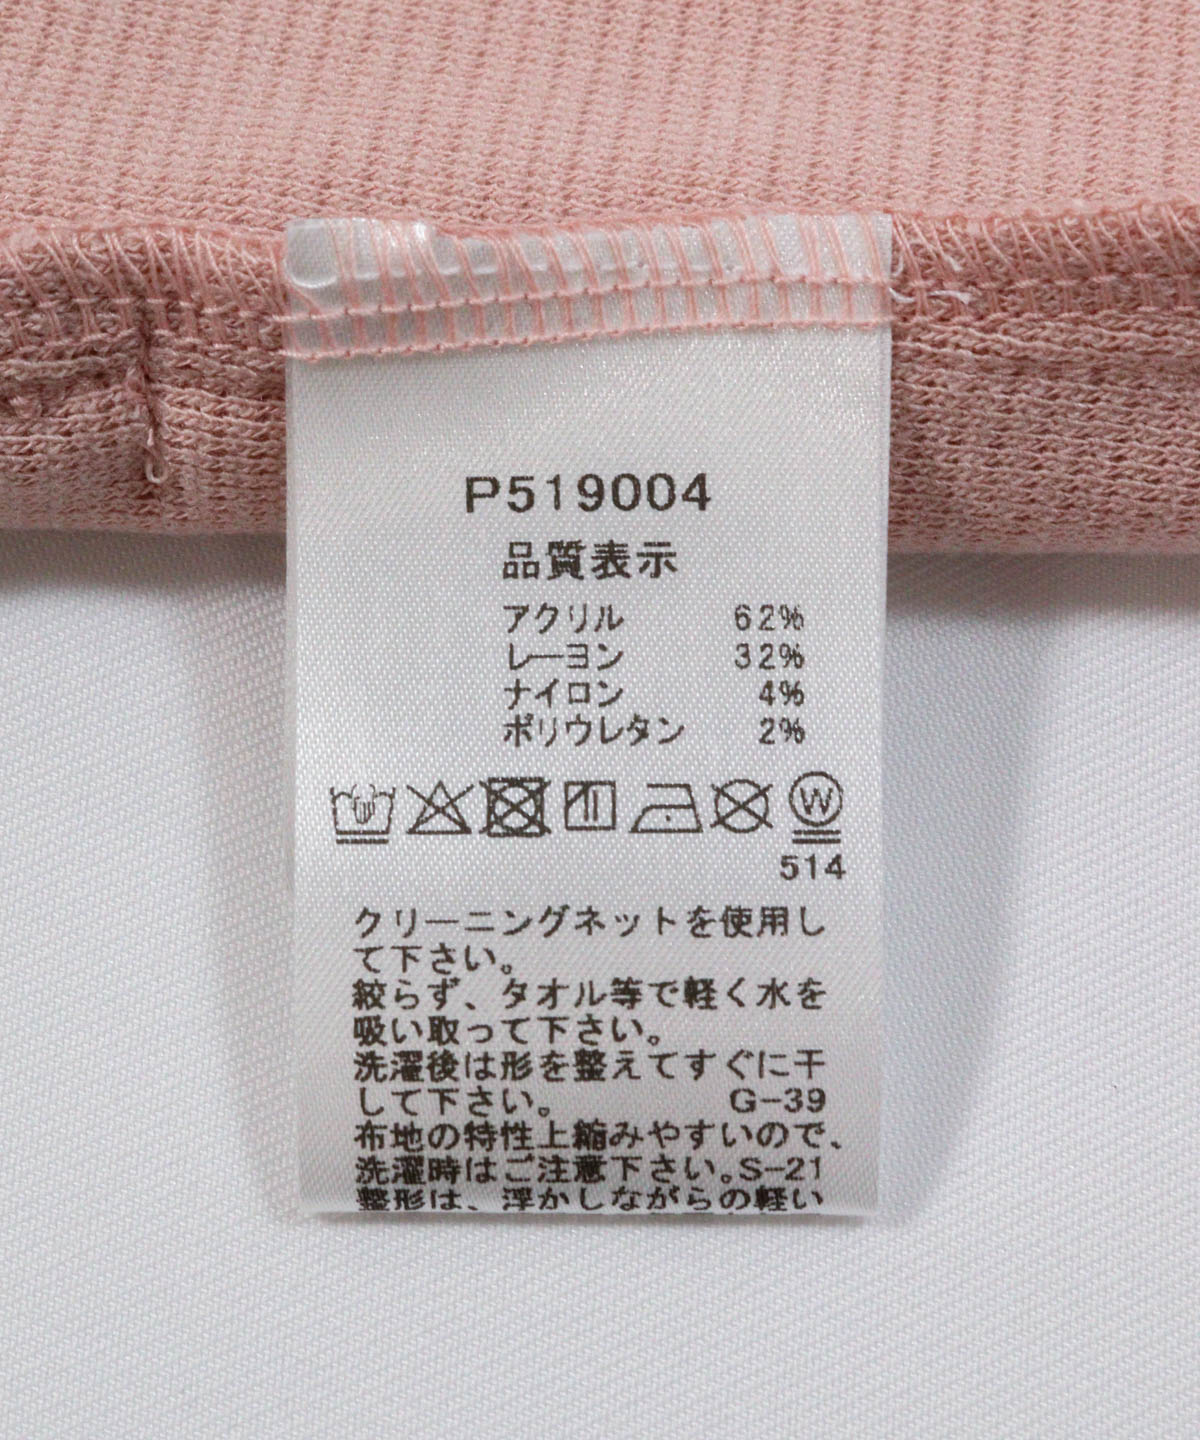 P519004
品質表示
アクリル 62%
レーヨン 32%
ナイロン 4%
ポリウレタン 2%
W
514
クリーニングネットを使用し
て下さい。
絞らず、タオル等で軽く水を
吸い取って下さい。
洗濯後は形を整えてすぐに干
して下さい。 G-39
布地の特性上縮みやすいので、
洗濯時はご注意下さい。S-21
整形は、浮かしながらの軽い